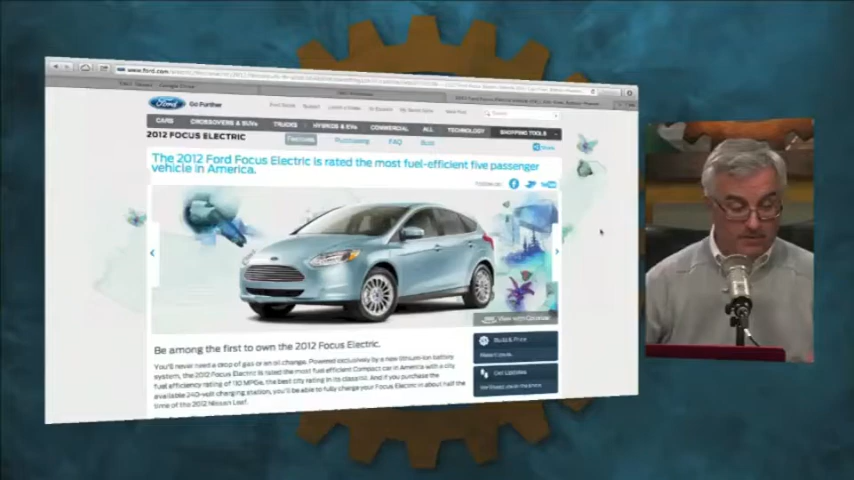 www.ford.com
Ford Go Further
CARS CROSSOVERS & SUVs TRUCKS HYBRIDS & EVs COMMERCIAL ALL TECHNOLOGY SHOPPING TOOLS
2012 FOCUS ELECTRIC
Features Purchasing FAQ Blog
Share
The 2012 Ford Focus Electric is rated the most fuel-efficient five passenger
vehicle in America.
FOLLOW US:
View with Colorizer
Be among the first to own the 2012 Focus Electric.
Build & Price
You'll never need a drop of gas or an oil change. Powered exclusively by a new lithium-ion battery
system, the 2012 Focus Electric is rated the most fuel-efficient Compact car in America with a city
fuel efficiency rating of 110 MPGe, the best city rating in its class. And if you purchase the
available 240-volt charging station, you'll be able to fully charge your Focus Electric in about half the
time of the 2012 Nissan Leaf.
Get Updates